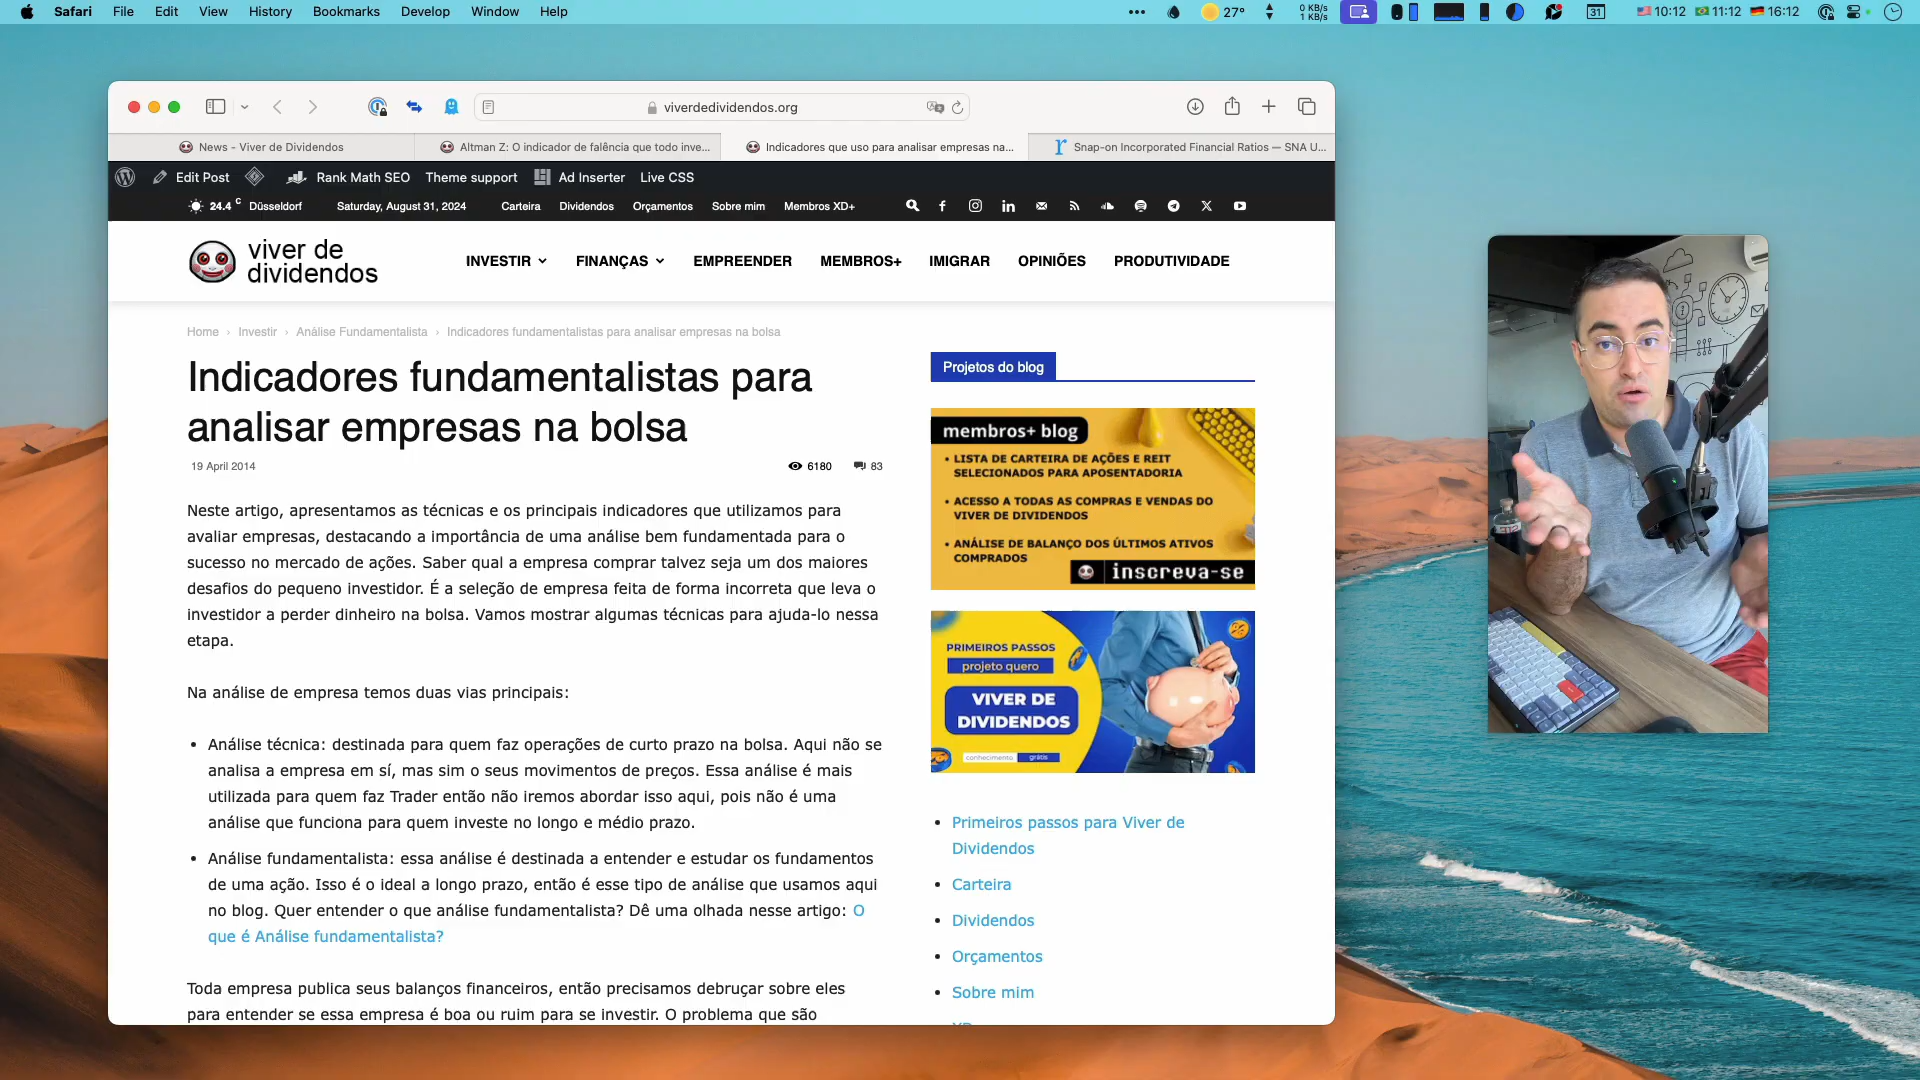 Safari File Edit View History Bookmarks Develop Window Help
27°
0 KB/s
1 KB/s
31
10:12 11:12 16:12
viverdedividendos.org
News - Viver de Dividendos
Altman Z: O indicador de falência que todo inve...
Indicadores que uso para analisar empresas na...
Snap-on Incorporated Financial Ratios — SNA U...
Edit Post Rank Math SEO Theme support Ad Inserter Live CSS
24.4 C Düsseldorf Saturday, August 31, 2024 Carteira Dividendos Orçamentos Sobre mim Membros XD+
viver de
dividendos
INVESTIR FINANÇAS EMPREENDER MEMBROS+ IMIGRAR OPINIÕES PRODUTIVIDADE
Home › Investir › Análise Fundamentalista › Indicadores fundamentalistas para analisar empresas na bolsa
Indicadores fundamentalistas para
analisar empresas na bolsa
19 April 2014 6180 83
Neste artigo, apresentamos as técnicas e os principais indicadores que utilizamos para
avaliar empresas, destacando a importância de uma análise bem fundamentada para o
sucesso no mercado de ações. Saber qual a empresa comprar talvez seja um dos maiores
desafios do pequeno investidor. É a seleção de empresa feita de forma incorreta que leva o
investidor a perder dinheiro na bolsa. Vamos mostrar algumas técnicas para ajuda-lo nessa
etapa.
Na análise de empresa temos duas vias principais:
• Análise técnica: destinada para quem faz operações de curto prazo na bolsa. Aqui não se
analisa a empresa em sí, mas sim o seus movimentos de preços. Essa análise é mais
utilizada para quem faz Trader então não iremos abordar isso aqui, pois não é uma
análise que funciona para quem investe no longo e médio prazo.
• Análise fundamentalista: essa análise é destinada a entender e estudar os fundamentos
de uma ação. Isso é o ideal a longo prazo, então é esse tipo de análise que usamos aqui
no blog. Quer entender o que análise fundamentalista? Dê uma olhada nesse artigo: O
que é Análise fundamentalista?
Toda empresa publica seus balanços financeiros, então precisamos debruçar sobre eles
para entender se essa empresa é boa ou ruim para se investir. O problema que são
Projetos do blog
membros+ blog
• LISTA DE CARTEIRA DE AÇÕES E REIT
SELECIONADOS PARA APOSENTADORIA
• ACESSO A TODAS AS COMPRAS E VENDAS DO
VIVER DE DIVIDENDOS
• ANÁLISE DE BALANÇO DOS ÚLTIMOS ATIVOS
COMPRADOS
inscreva-se
PRIMEIROS PASSOS
projeto quero
VIVER DE
DIVIDENDOS
conhecimento grátis
• Primeiros passos para Viver de
Dividendos
• Carteira
• Dividendos
• Orçamentos
• Sobre mim